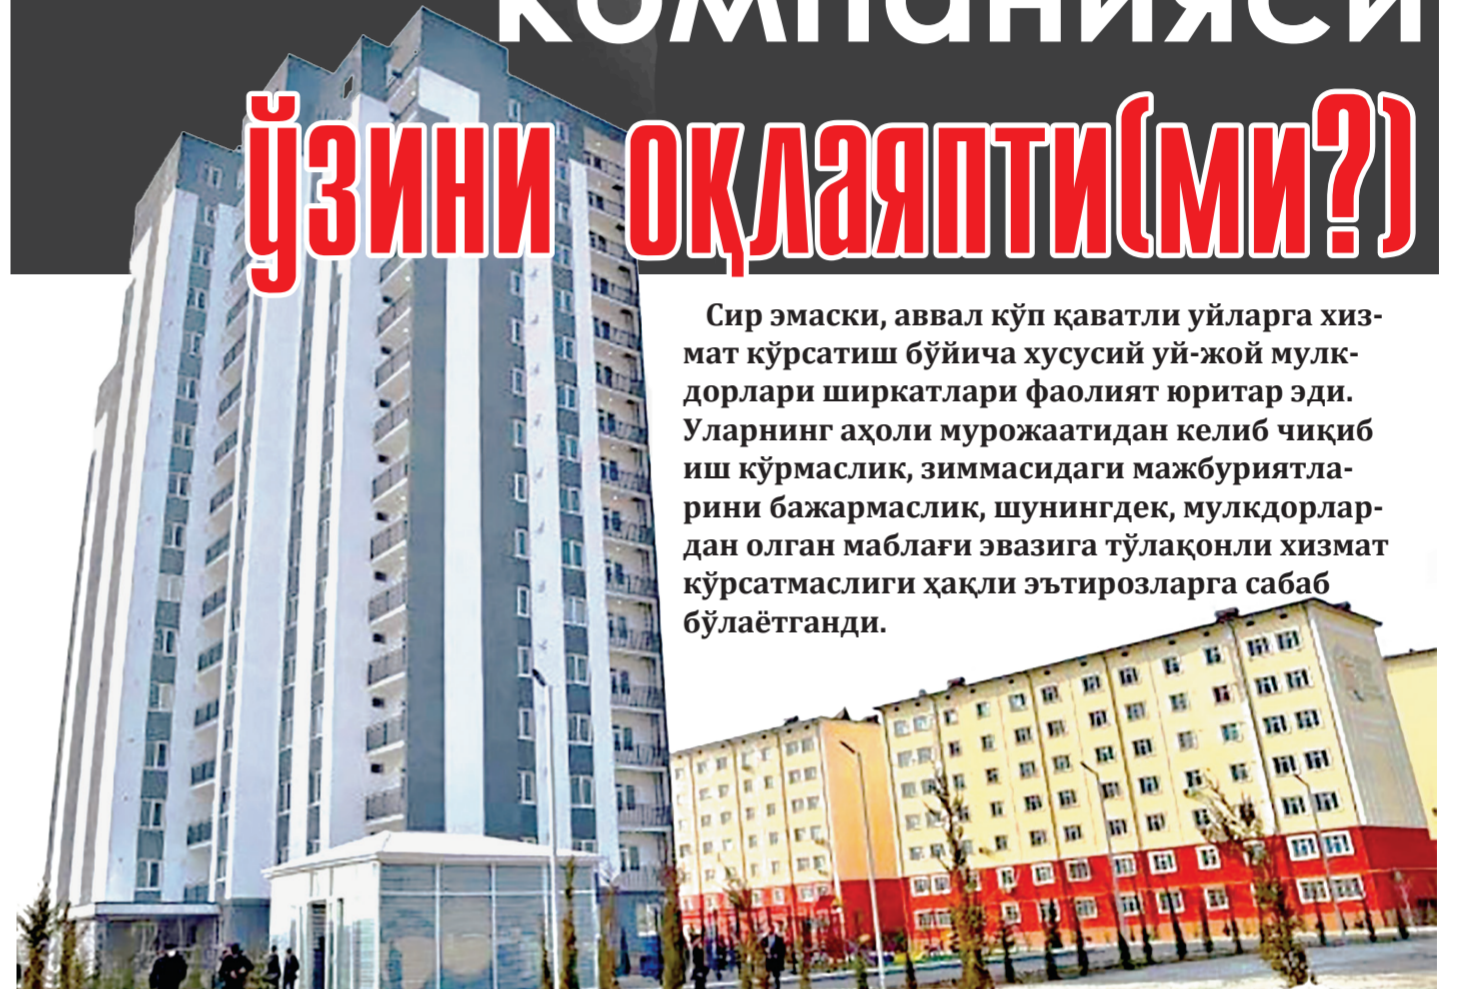 компанияси
ўзини оқлаяпти(ми?)
Сир эмаски, аввал кўп қаватли уйларга хиз-
мат кўрсатиш бўйича хусусий уй-жой мулк-
дорлари ширкатлари фаолият юритар эди.
Уларнинг аҳоли мурожаатидан келиб чиқиб
иш кўрмаслик, зиммасидаги мажбуриятла-
рини бажармаслик, шунингдек, мулкдорлар-
дан олган маблағи эвазига тўлақонли хизмат
кўрсатмаслиги ҳақли эътирозларга сабаб
бўлаётганди.